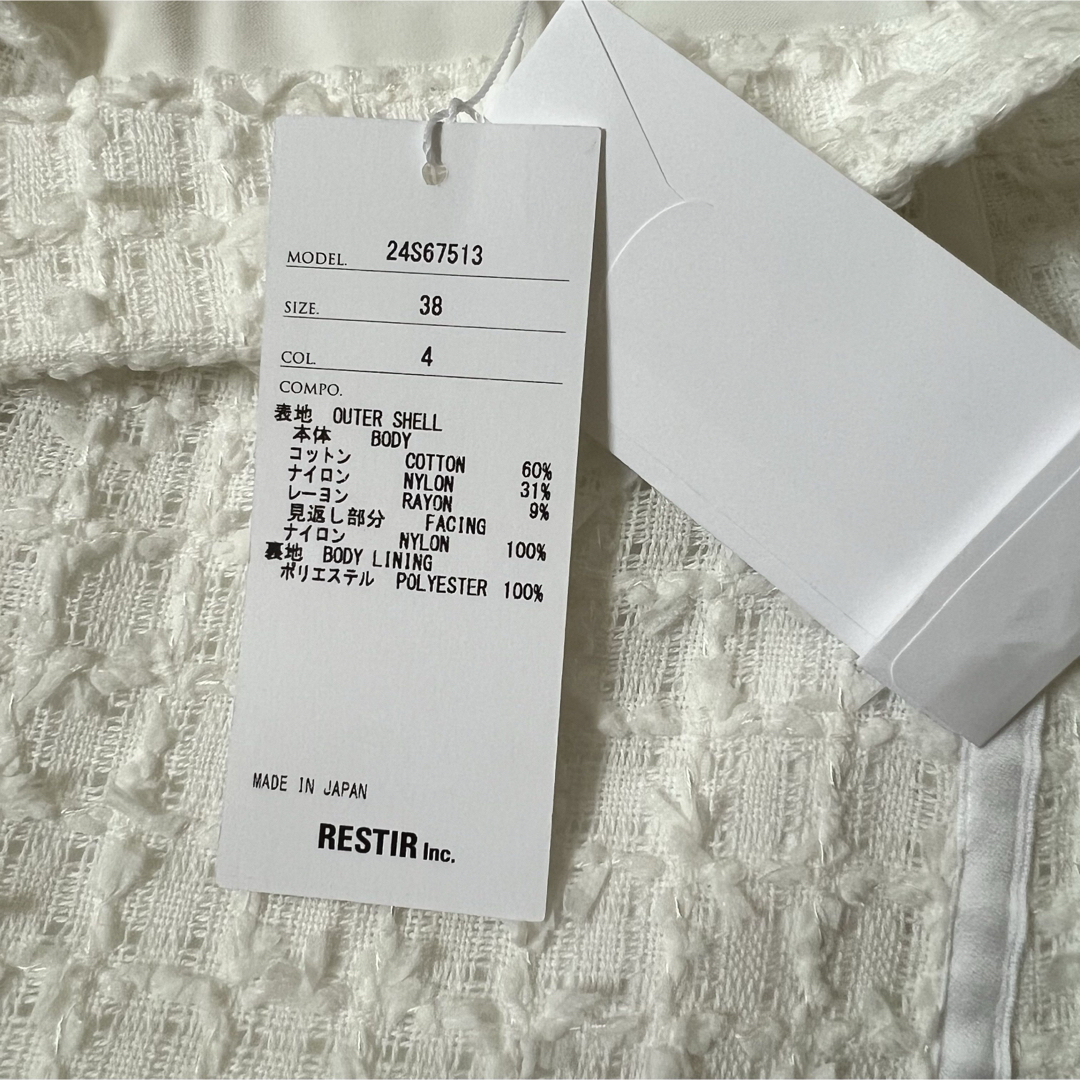 MODEL. 24S67513
SIZE. 38
COL. 4
COMPO.
表地 OUTER SHELL
本体 BODY
コットン COTTON 60%
ナイロン NYLON 31%
レーヨン RAYON 9%
見返し部分 FACING
ナイロン NYLON 100%
裏地 BODY LINING
ポリエステル POLYESTER 100%
MADE IN JAPAN
RESTIR Inc.